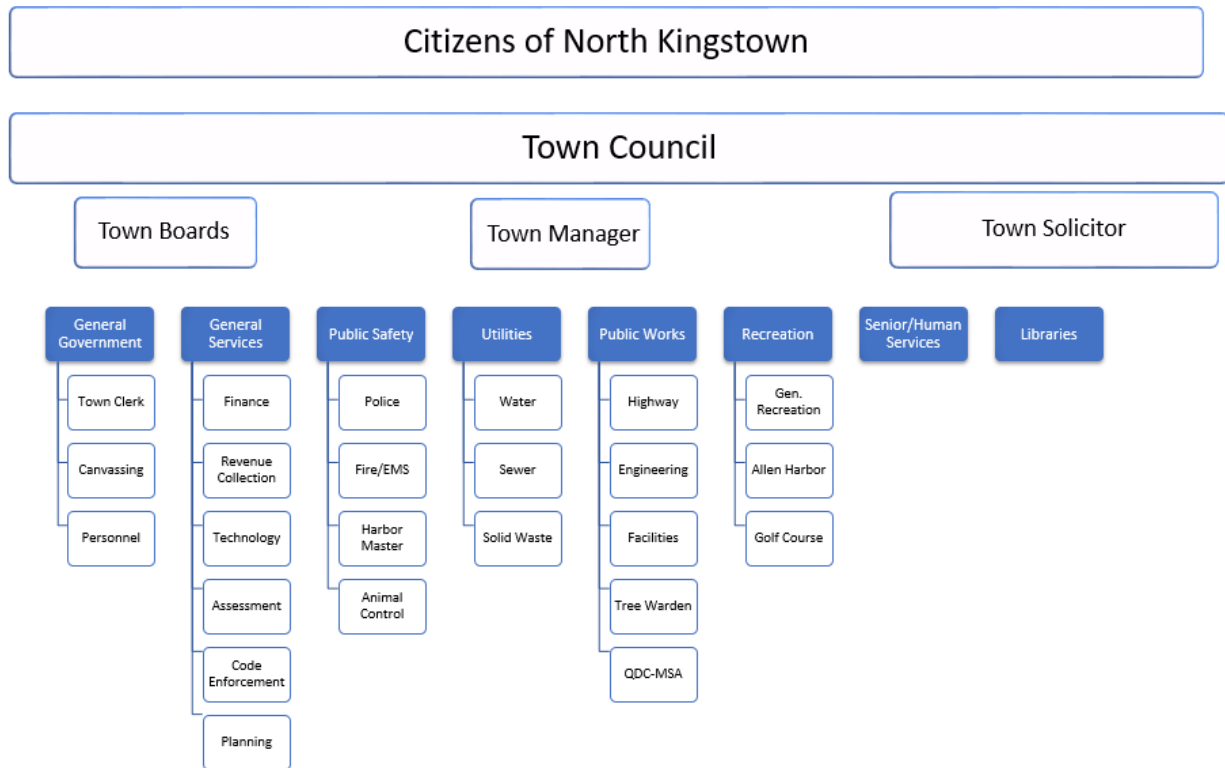 Citizens of North Kingstown
Town Council
Town Boards
Town Manager
Town Solicitor
General
Government
General
Services
Public Safety
Utilities
Public Works
Recreation
Senior/Human
Services
Libraries
Town Clerk
Canvassing
Personnel
Finance
Revenue
Collection
Technology
Assessment
Code
Enforcement
Planning
Police
Fire/EMS
Harbor
Master
Animal
Control
Water
Sewer
Solid Waste
Highway
Engineering
Facilities
Tree Warden
QDC-MSA
Gen.
Recreation
Allen Harbor
Golf Course